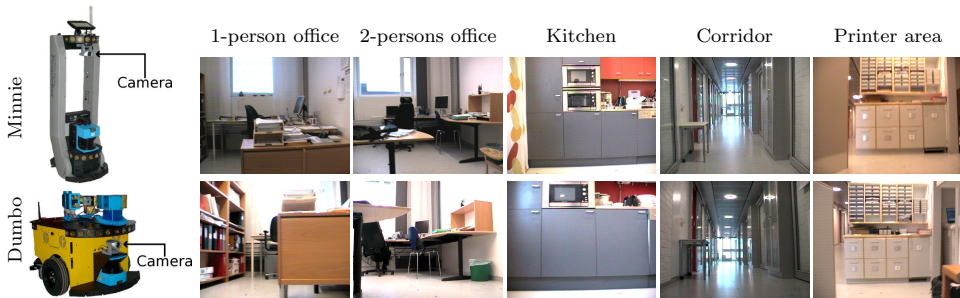 1-person office
2-persons office
Kitchen
Corridor
Printer area
Minnie
Camera
Dumbo
Camera